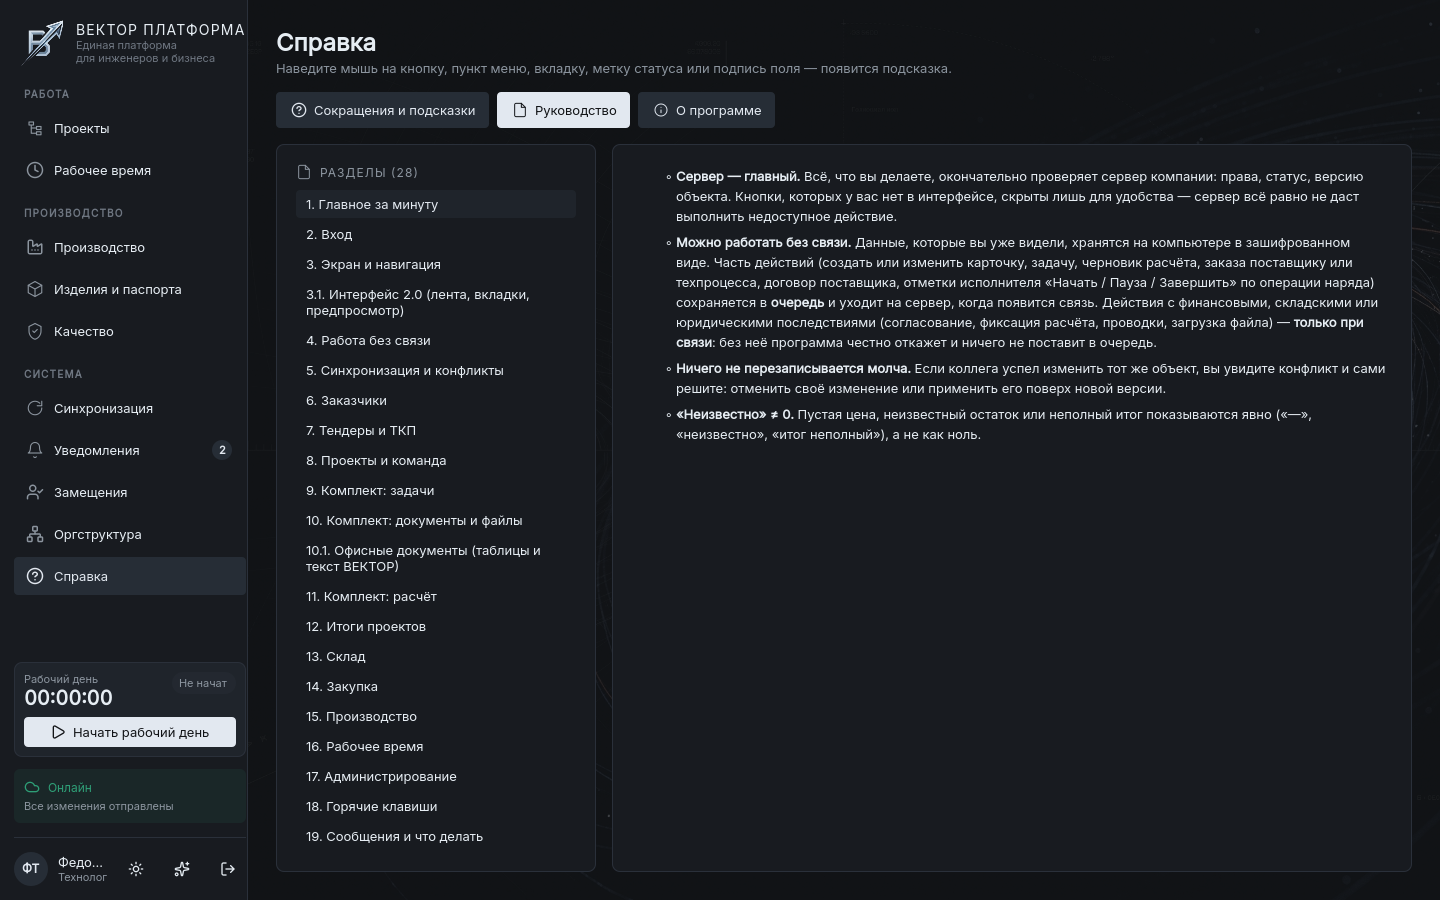 ВЕКТОР ПЛАТФОРМА
Единая платформа
для инженеров и бизнеса
РАБОТА
Проекты
Рабочее время
ПРОИЗВОДСТВО
Производство
Изделия и паспорта
Качество
СИСТЕМА
Синхронизация
Уведомления 2
Замещения
Оргструктура
Справка
Рабочий день
Не начат
00:00:00
Начать рабочий день
Онлайн
Все изменения отправлены
ФТ
Федо...
Технолог
Справка
Наведите мышь на кнопку, пункт меню, вкладку, метку статуса или подпись поля — появится подсказка.
Сокращения и подсказки
Руководство
О программе
РАЗДЕЛЫ (28)
1. Главное за минуту
2. Вход
3. Экран и навигация
3.1. Интерфейс 2.0 (лента, вкладки,
предпросмотр)
4. Работа без связи
5. Синхронизация и конфликты
6. Заказчики
7. Тендеры и ТКП
8. Проекты и команда
9. Комплект: задачи
10. Комплект: документы и файлы
10.1. Офисные документы (таблицы и
текст ВЕКТОР)
11. Комплект: расчёт
12. Итоги проектов
13. Склад
14. Закупка
15. Производство
16. Рабочее время
17. Администрирование
18. Горячие клавиши
19. Сообщения и что делать
◦ Сервер — главный. Всё, что вы делаете, окончательно проверяет сервер компании: права, статус, версию
объекта. Кнопки, которых у вас нет в интерфейсе, скрыты лишь для удобства — сервер всё равно не даст
выполнить недоступное действие.
◦ Можно работать без связи. Данные, которые вы уже видели, хранятся на компьютере в зашифрованном
виде. Часть действий (создать или изменить карточку, задачу, черновик расчёта, заказа поставщику или
техпроцесса, договор поставщика, отметки исполнителя «Начать / Пауза / Завершить» по операции наряда)
сохраняется в очередь и уходит на сервер, когда появится связь. Действия с финансовыми, складскими или
юридическими последствиями (согласование, фиксация расчёта, проводки, загрузка файла) — только при
связи: без неё программа честно откажет и ничего не поставит в очередь.
◦ Ничего не перезаписывается молча. Если коллега успел изменить тот же объект, вы увидите конфликт и сами
решите: отменить своё изменение или применить его поверх новой версии.
◦ «Неизвестно» ≠ 0. Пустая цена, неизвестный остаток или неполный итог показываются явно («—»,
«неизвестно», «итог неполный»), а не как ноль.